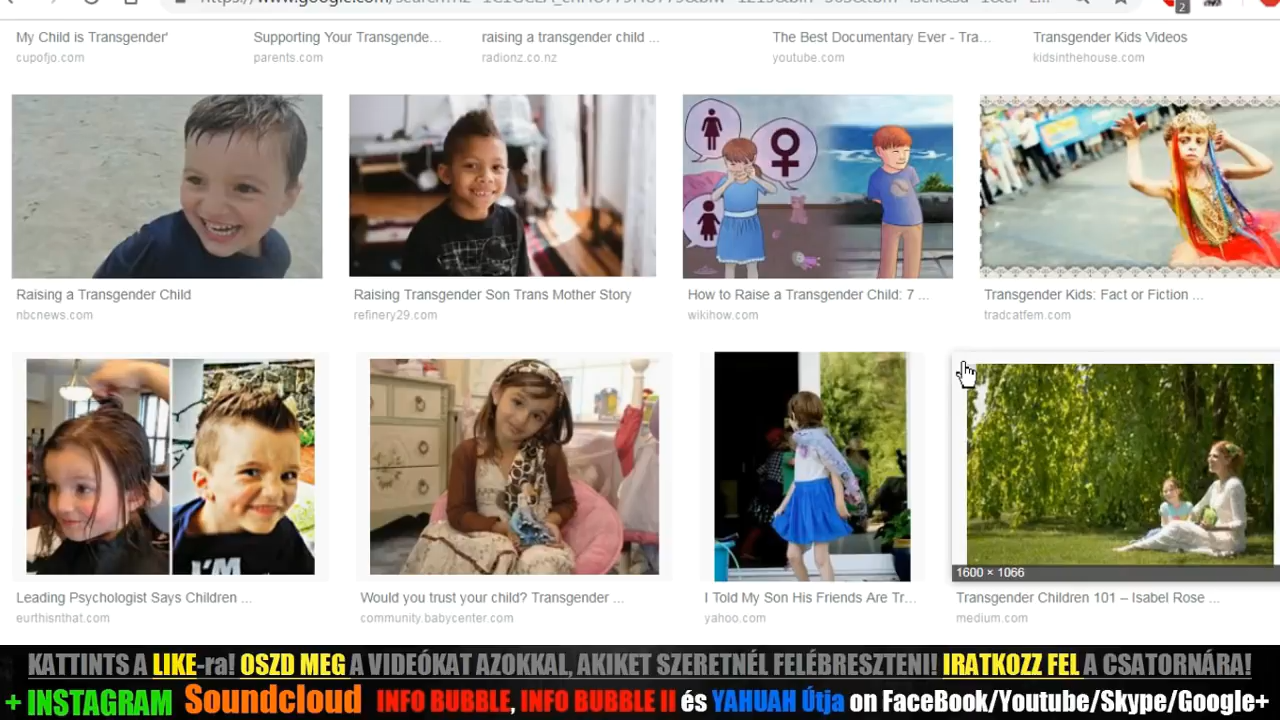 My Child is Transgender' Supporting Your Transgende... raising a transgender child ... The Best Documentary Ever - Tra... Transgender Kids Videos
cupofjo.com parents.com radionz.co.nz youtube.com kidsinthehouse.com
Raising a Transgender Child Raising Transgender Son Trans Mother Story How to Raise a Transgender Child: 7 ... Transgender Kids: Fact or Fiction ...
nbcnews.com refinery29.com wikihow.com tradcatfem.com
I'M
1600 × 1066
Leading Psychologist Says Children ... Would you trust your child? Transgender ... I Told My Son His Friends Are Tr... Transgender Children 101 – Isabel Rose ...
eurthisnthat.com community.babycenter.com yahoo.com medium.com
KATTINTS A LIKE-ra! OSZD MEG A VIDEÓKAT AZOKKAL, AKIKET SZERETNÉL FELÉBRESZTENI! IRATKOZZ FEL A CSATORNÁRA!
+ INSTAGRAM Soundcloud INFO BUBBLE, INFO BUBBLE II és YAHUAH Útja on FaceBook/Youtube/Skype/Google+